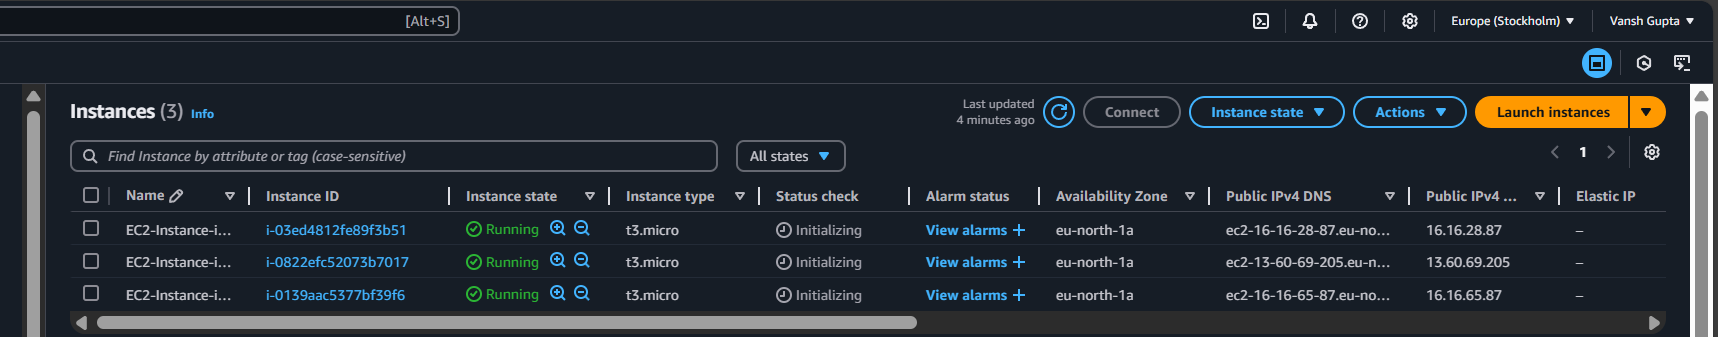 [Alt+S]
Europe (Stockholm)
Vansh Gupta
Instances (3) Info
Last updated
4 minutes ago
Connect
Instance state
Actions
Launch instances
Find Instance by attribute or tag (case-sensitive)
All states
1
Name Instance ID Instance state Instance type Status check Alarm status Availability Zone Public IPv4 DNS Public IPv4 ... Elastic IP
EC2-Instance-i... i-03ed4812fe89f3b51 Running t3.micro Initializing View alarms + eu-north-1a ec2-16-16-28-87.eu-no... 16.16.28.87 –
EC2-Instance-i... i-0822efc52073b7017 Running t3.micro Initializing View alarms + eu-north-1a ec2-13-60-69-205.eu-n... 13.60.69.205 –
EC2-Instance-i... i-0139aac5377bf39f6 Running t3.micro Initializing View alarms + eu-north-1a ec2-16-16-65-87.eu-no... 16.16.65.87 –